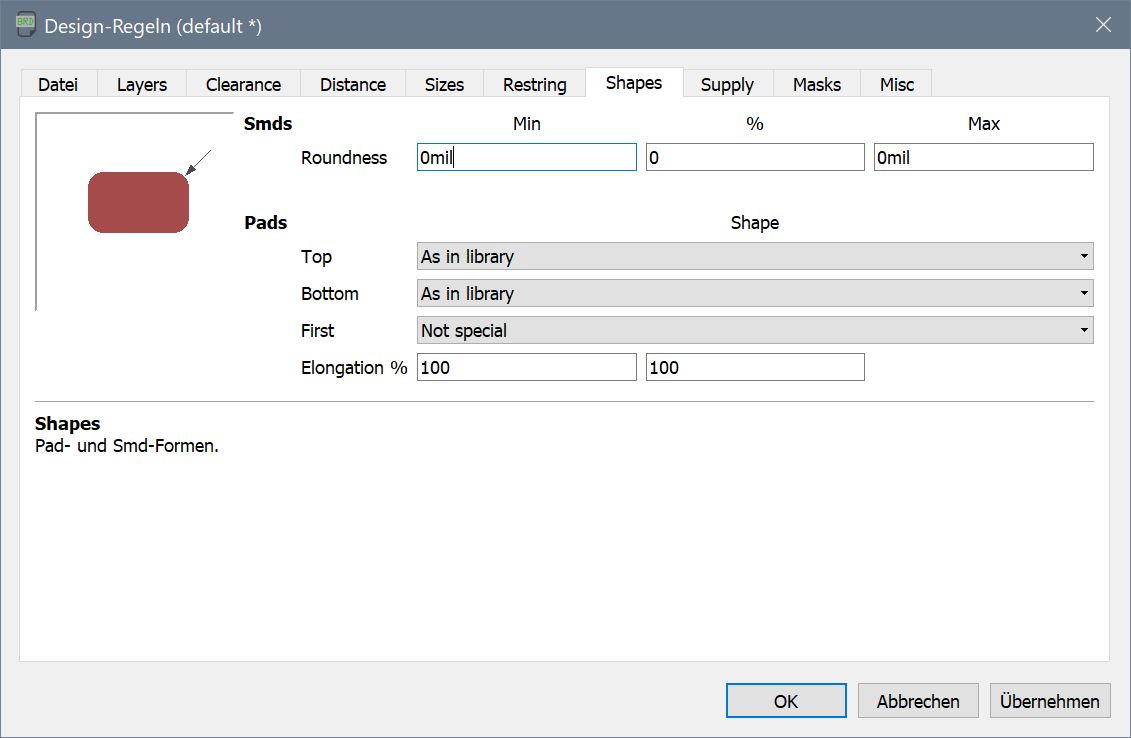 BRD
Design-Regeln (default *)
Datei Layers Clearance Distance Sizes Restring Shapes Supply Masks Misc
Smds Min % Max
Roundness 0mil 0 0mil
Pads Shape
Top As in library
Bottom As in library
First Not special
Elongation % 100 100
Shapes
Pad- und Smd-Formen.
OK Abbrechen Übernehmen